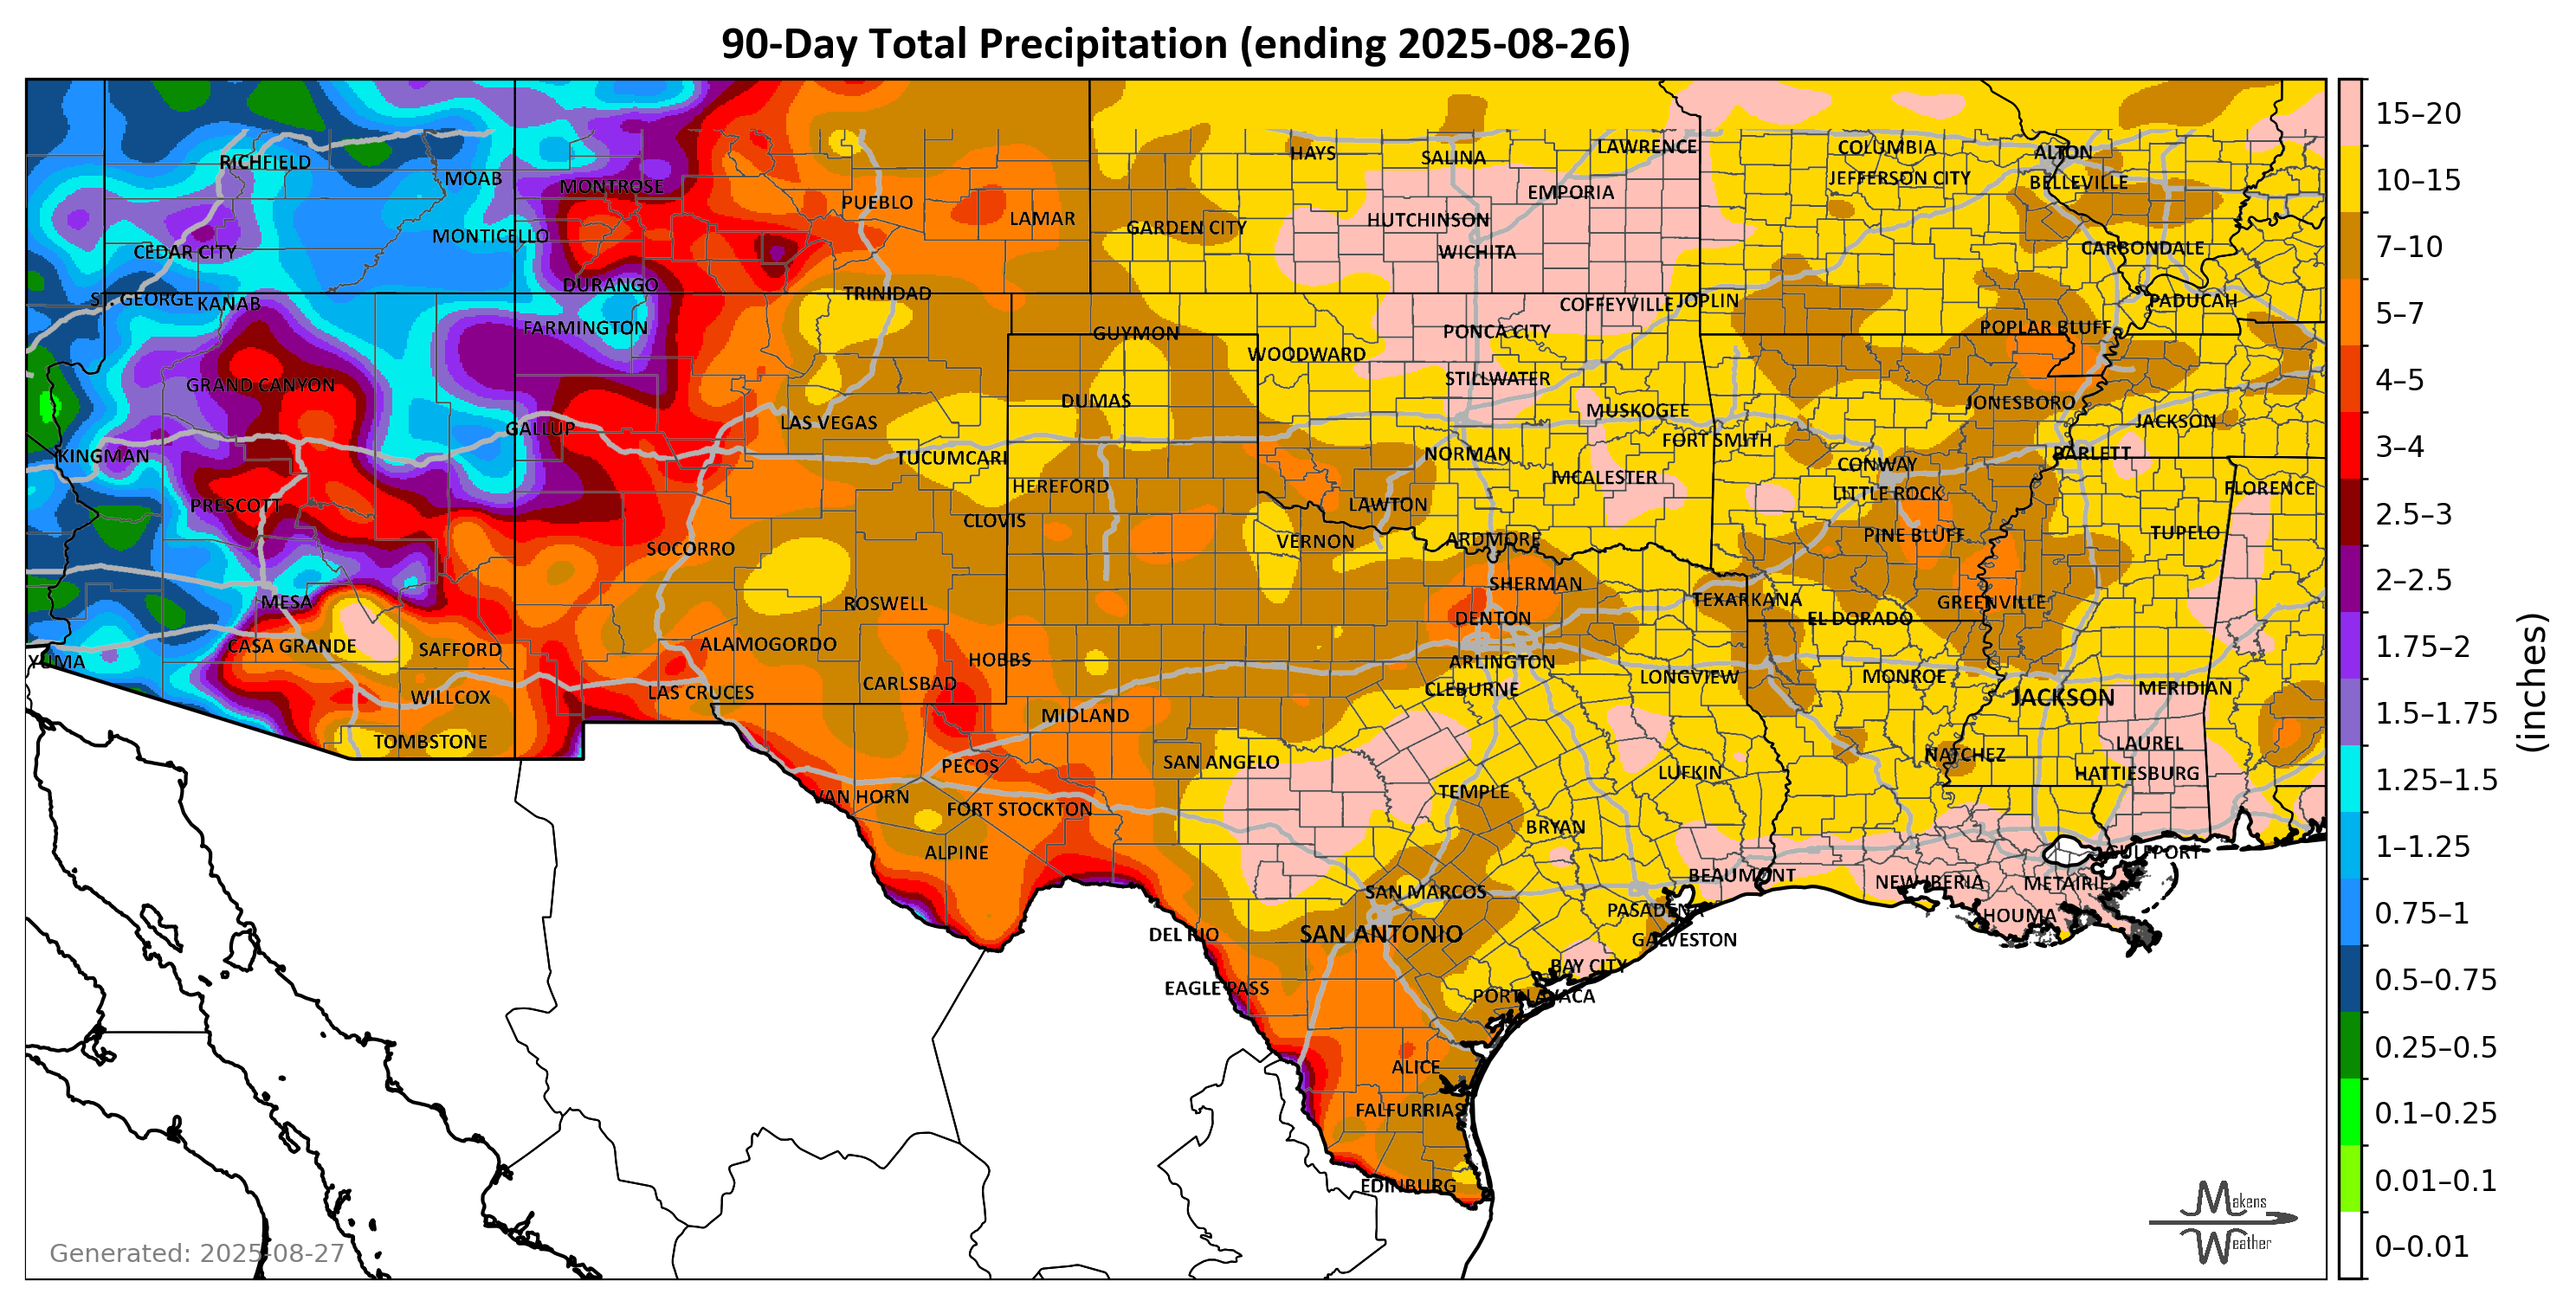 90-Day Total Precipitation (ending 2025-08-26)
15–20
10–15
7–10
5–7
4–5
3–4
2.5–3
2–2.5
1.75–2
1.5–1.75
1.25–1.5
1–1.25
0.75–1
0.5–0.75
0.25–0.5
0.1–0.25
0.01–0.1
0–0.01
(inches)
RICHFIELD
MOAB
MONTROSE
PUEBLO
LAMAR
HAYS
SALINA
LAWRENCE
COLUMBIA
ALTON
JEFFERSON CITY
BELLEVILLE
EMPORIA
HUTCHINSON
GARDEN CITY
WICHITA
MONTICELLO
CEDAR CITY
CARBONDALE
DURANGO
TRINIDAD
GEORGE
KANAB
COFFEYVILLE
JOPLIN
PADUCAH
FARMINGTON
GUYMON
PONCA CITY
POPLAR BLUFF
WOODWARD
GRAND CANYON
STILLWATER
DUMAS
MUSKOGEE
JONESBORO
LAS VEGAS
GALLUP
JACKSON
FORT SMITH
KINGMAN
TUCUMCARI
NORMAN
BARLETT
CONWAY
MCALESTER
HEREFORD
LITTLE ROCK
FLORENCE
PRESCOTT
LAWTON
CLOVIS
SOCORRO
VERNON
ARDMORE
PINE BLUFF
TUPELO
SHERMAN
MESA
ROSWELL
TEXARKANA
GREENVILLE
DENTON
EL DORADO
CASA GRANDE
SAFFORD
ALAMOGORDO
HOBBS
ARLINGTON
YUMA
CARLSBAD
CLEBURNE
LONGVIEW
MONROE
MERIDIAN
WILLCOX
LAS CRUCES
JACKSON
MIDLAND
TOMBSTONE
LAUREL
PECOS
SAN ANGELO
NATCHEZ
LUFKIN
HATTIESBURG
VAN HORN
FORT STOCKTON
TEMPLE
BRYAN
ALPINE
GULFPORT
BEAUMONT
NEW IBERIA
METAIRIE
SAN MARCOS
PASADENA
HOUMA
DEL RIO
SAN ANTONIO
GALVESTON
BAY CITY
EAGLE PASS
PORT LAVACA
ALICE
FALFURRIAS
EDINBURG
Generated: 2025-08-27
Makens
Weather